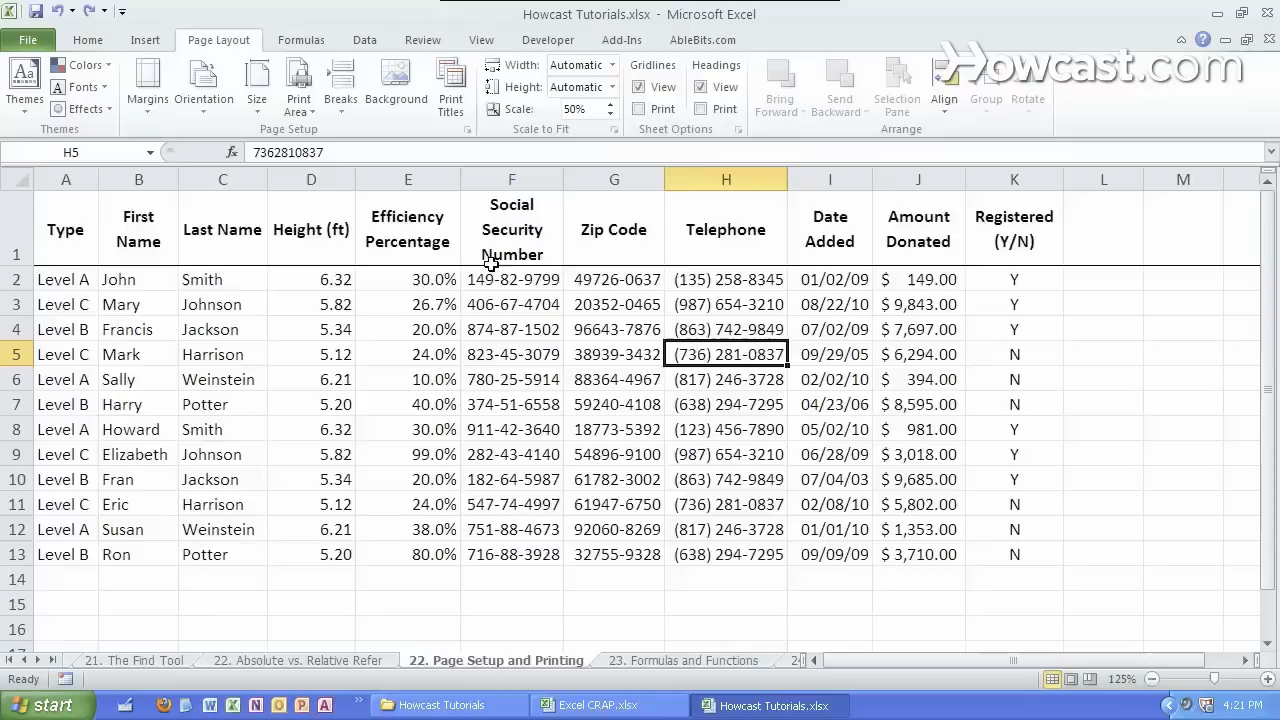 Howcast Tutorials.xlsx - Microsoft Excel
File Home Insert Page Layout Formulas Data Review View Developer Add-Ins AbleBits.com
Howcast.com
Themes Colors Fonts Effects Margins Orientation Size Print Area Breaks Background Print Titles
Width: Automatic
Height: Automatic
Scale: 50%
Gridlines View Print
Headings View Print
Bring Forward Send Backward Selection Pane Align Group Rotate
Themes Page Setup Scale to Fit Sheet Options Arrange
H5 fx 7362810837
A B C D E F G H I J K L M
1 Type First Name Last Name Height (ft) Efficiency Percentage Social Security Number Zip Code Telephone Date Added Amount Donated Registered (Y/N)
2 Level A John Smith 6.32 30.0% 149-82-9799 49726-0637 (135) 258-8345 01/02/09 $ 149.00 Y
3 Level C Mary Johnson 5.82 26.7% 406-67-4704 20352-0465 (987) 654-3210 08/22/10 $ 9,843.00 Y
4 Level B Francis Jackson 5.34 20.0% 874-87-1502 96643-7876 (863) 742-9849 07/02/09 $ 7,697.00 Y
5 Level C Mark Harrison 5.12 24.0% 823-45-3079 38939-3432 (736) 281-0837 09/29/05 $ 6,294.00 N
6 Level A Sally Weinstein 6.21 10.0% 780-25-5914 88364-4967 (817) 246-3728 02/02/10 $ 394.00 N
7 Level B Harry Potter 5.20 40.0% 374-51-6558 59240-4108 (638) 294-7295 04/23/06 $ 8,595.00 N
8 Level A Howard Smith 6.32 30.0% 911-42-3640 18773-5392 (123) 456-7890 05/02/10 $ 981.00 Y
9 Level C Elizabeth Johnson 5.82 99.0% 282-43-4140 54896-9100 (987) 654-3210 06/28/09 $ 3,018.00 Y
10 Level B Fran Jackson 5.34 20.0% 182-64-5987 61782-3002 (863) 742-9849 07/04/03 $ 9,685.00 Y
11 Level C Eric Harrison 5.12 24.0% 547-74-4997 61947-6750 (736) 281-0837 02/08/10 $ 5,802.00 N
12 Level A Susan Weinstein 6.21 38.0% 751-88-4673 92060-8269 (817) 246-3728 01/01/10 $ 1,353.00 N
13 Level B Ron Potter 5.20 80.0% 716-88-3928 32755-9328 (638) 294-7295 09/09/09 $ 3,710.00 N
14
15
16
21. The Find Tool 22. Absolute vs. Relative Refer 22. Page Setup and Printing 23. Formulas and Functions
Ready 125%
start Howcast Tutorials Excel CRAP.xlsx Howcast Tutorials.xlsx 4:21 PM